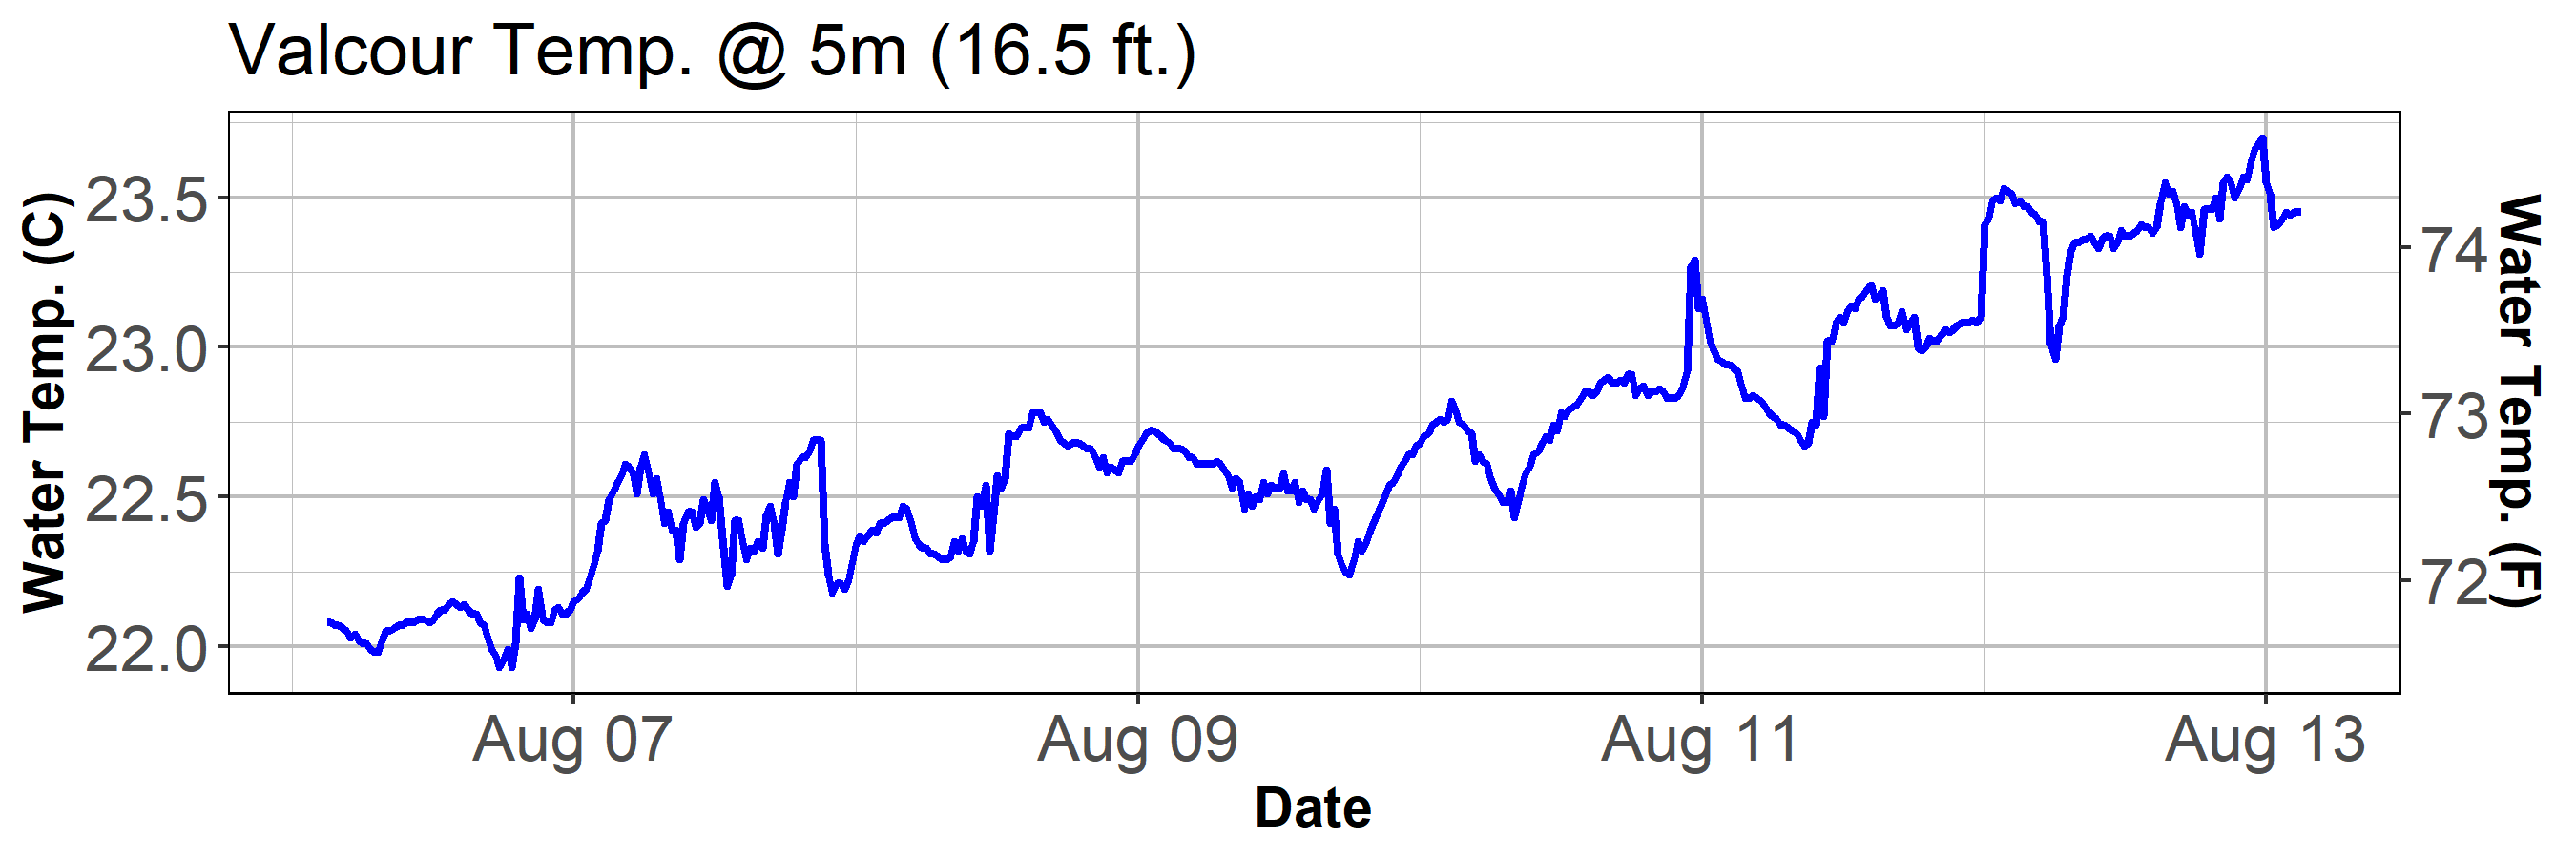 Valcour Temp. @ 5m (16.5 ft.)
Water Temp. (C)
23.5
23.0
22.5
22.0
74
73
72
Water Temp. (F)
Aug 07
Aug 09
Aug 11
Aug 13
Date